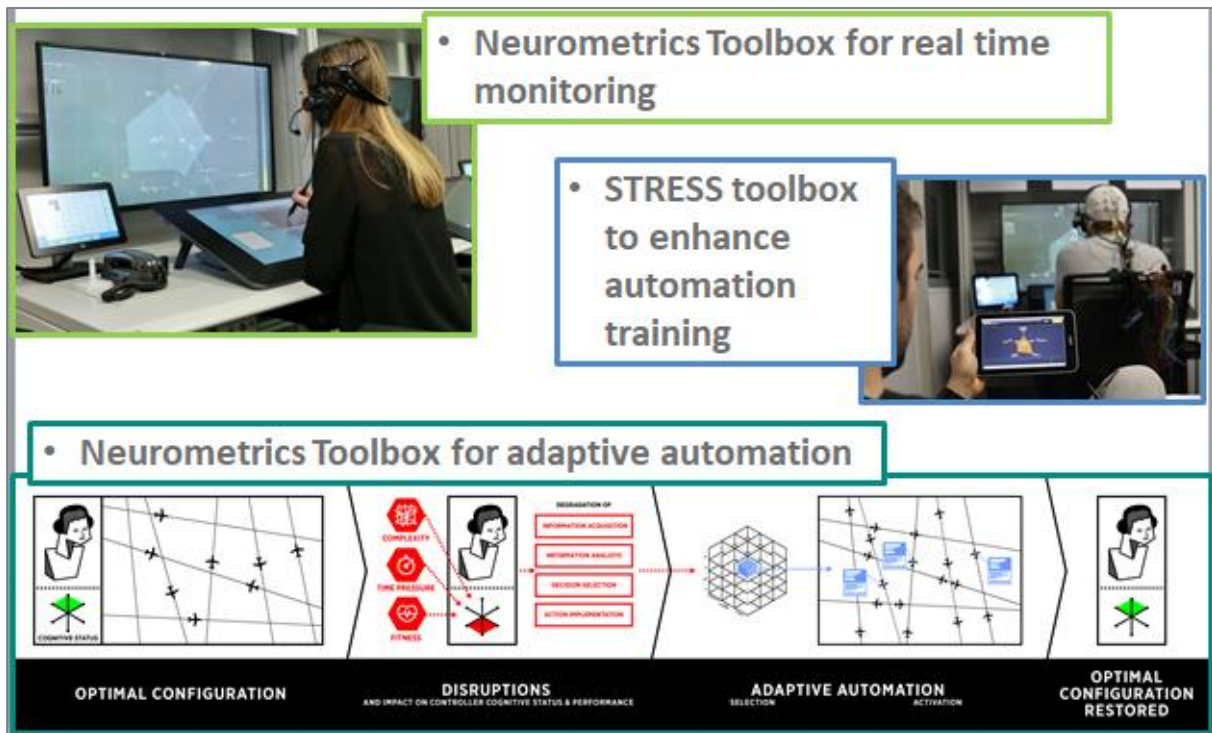 • Neurometrics Toolbox for real time
monitoring
• STRESS toolbox
to enhance
automation
training
• Neurometrics Toolbox for adaptive automation
COGNITIVE STATUS
COMPLEXITY
TIME PRESSURE
FITNESS
DEGRADATION OF
INFORMATION ACQUISITION
INFORMATION ANALYSIS
DECISION SELECTION
ACTION IMPLEMENTATION
OPTIMAL CONFIGURATION
DISRUPTIONS
AND IMPACT ON CONTROLLER COGNITIVE STATUS & PERFORMANCE
ADAPTIVE AUTOMATION
SELECTION
ACTIVATION
OPTIMAL
CONFIGURATION
RESTORED